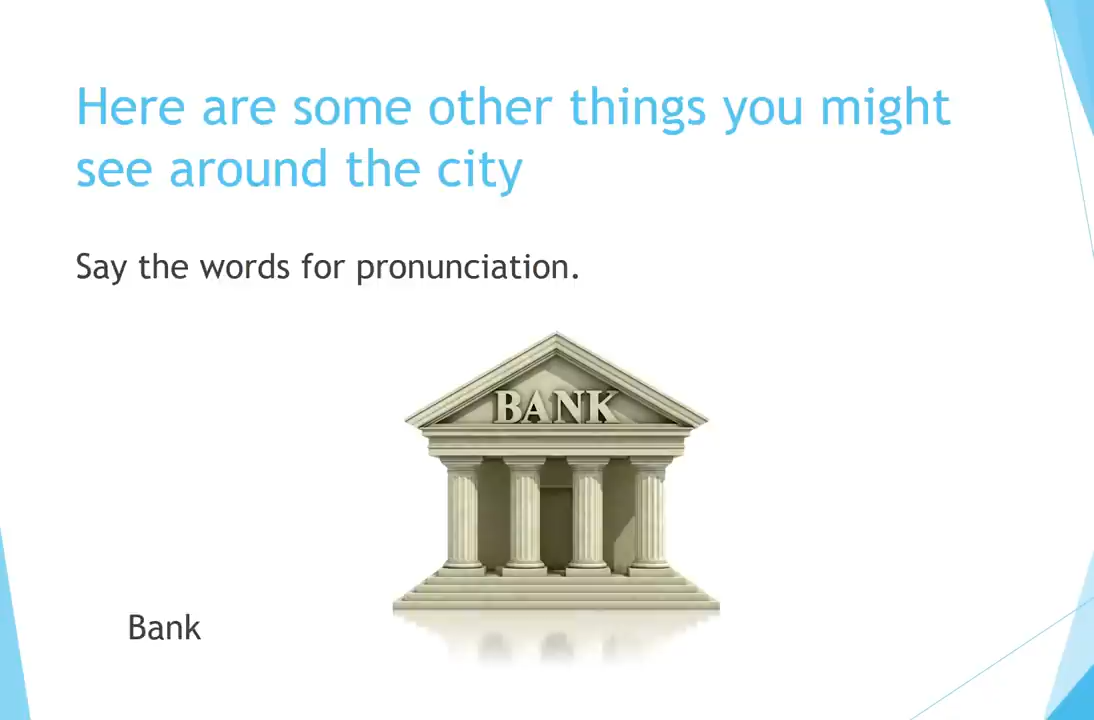 Here are some other things you might
see around the city
Say the words for pronunciation.
BANK
Bank